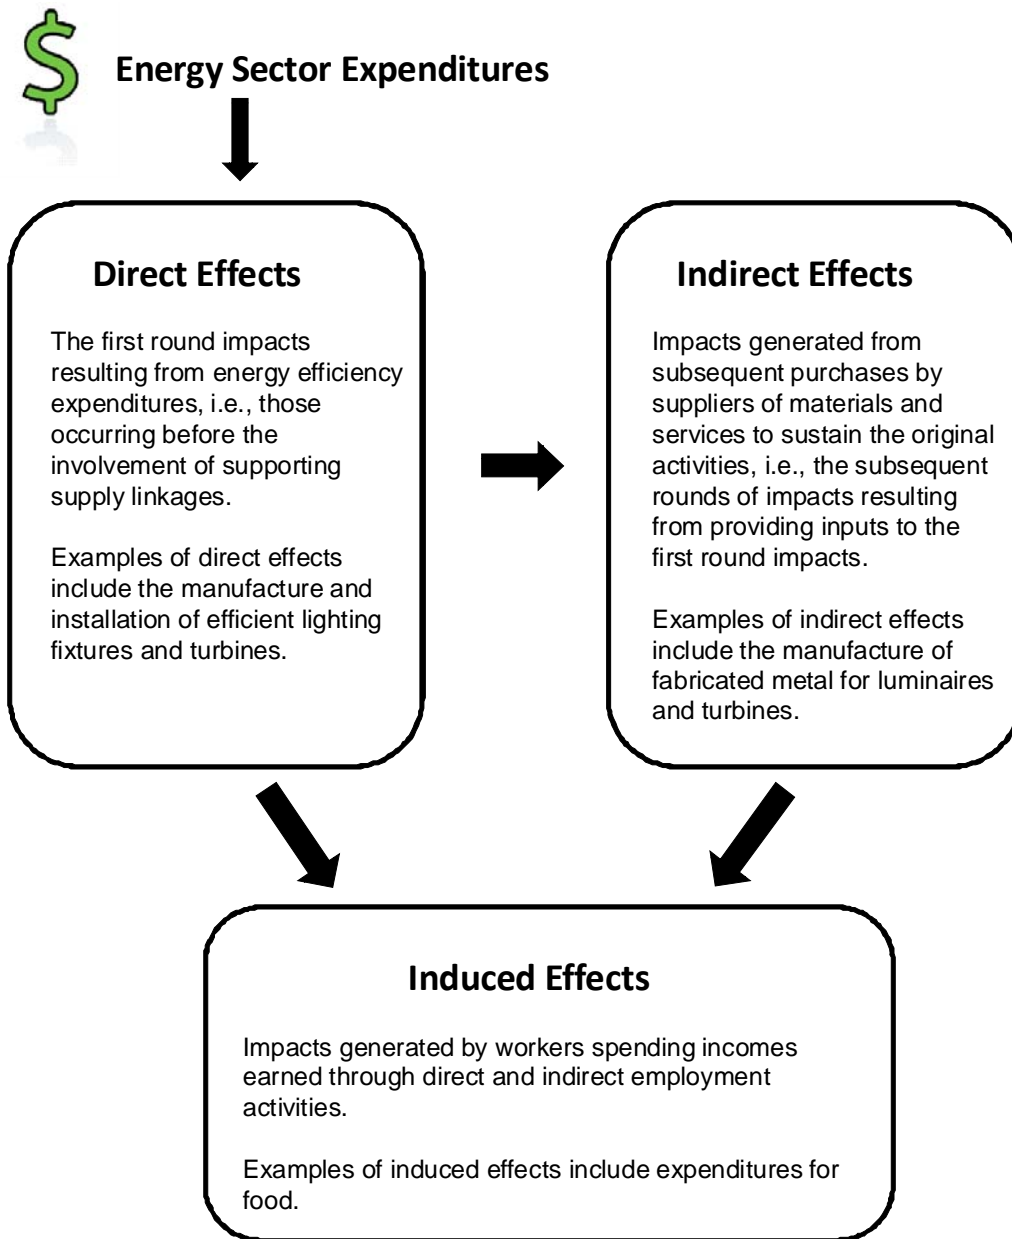 $
Energy Sector Expenditures
Direct Effects
The first round impacts
resulting from energy efficiency
expenditures, i.e., those
occurring before the
involvement of supporting
supply linkages.
Examples of direct effects
include the manufacture and
installation of efficient lighting
fixtures and turbines.
Indirect Effects
Impacts generated from
subsequent purchases by
suppliers of materials and
services to sustain the original
activities, i.e., the subsequent
rounds of impacts resulting
from providing inputs to the
first round impacts.
Examples of indirect effects
include the manufacture of
fabricated metal for luminaires
and turbines.
Induced Effects
Impacts generated by workers spending incomes
earned through direct and indirect employment
activities.
Examples of induced effects include expenditures for
food.